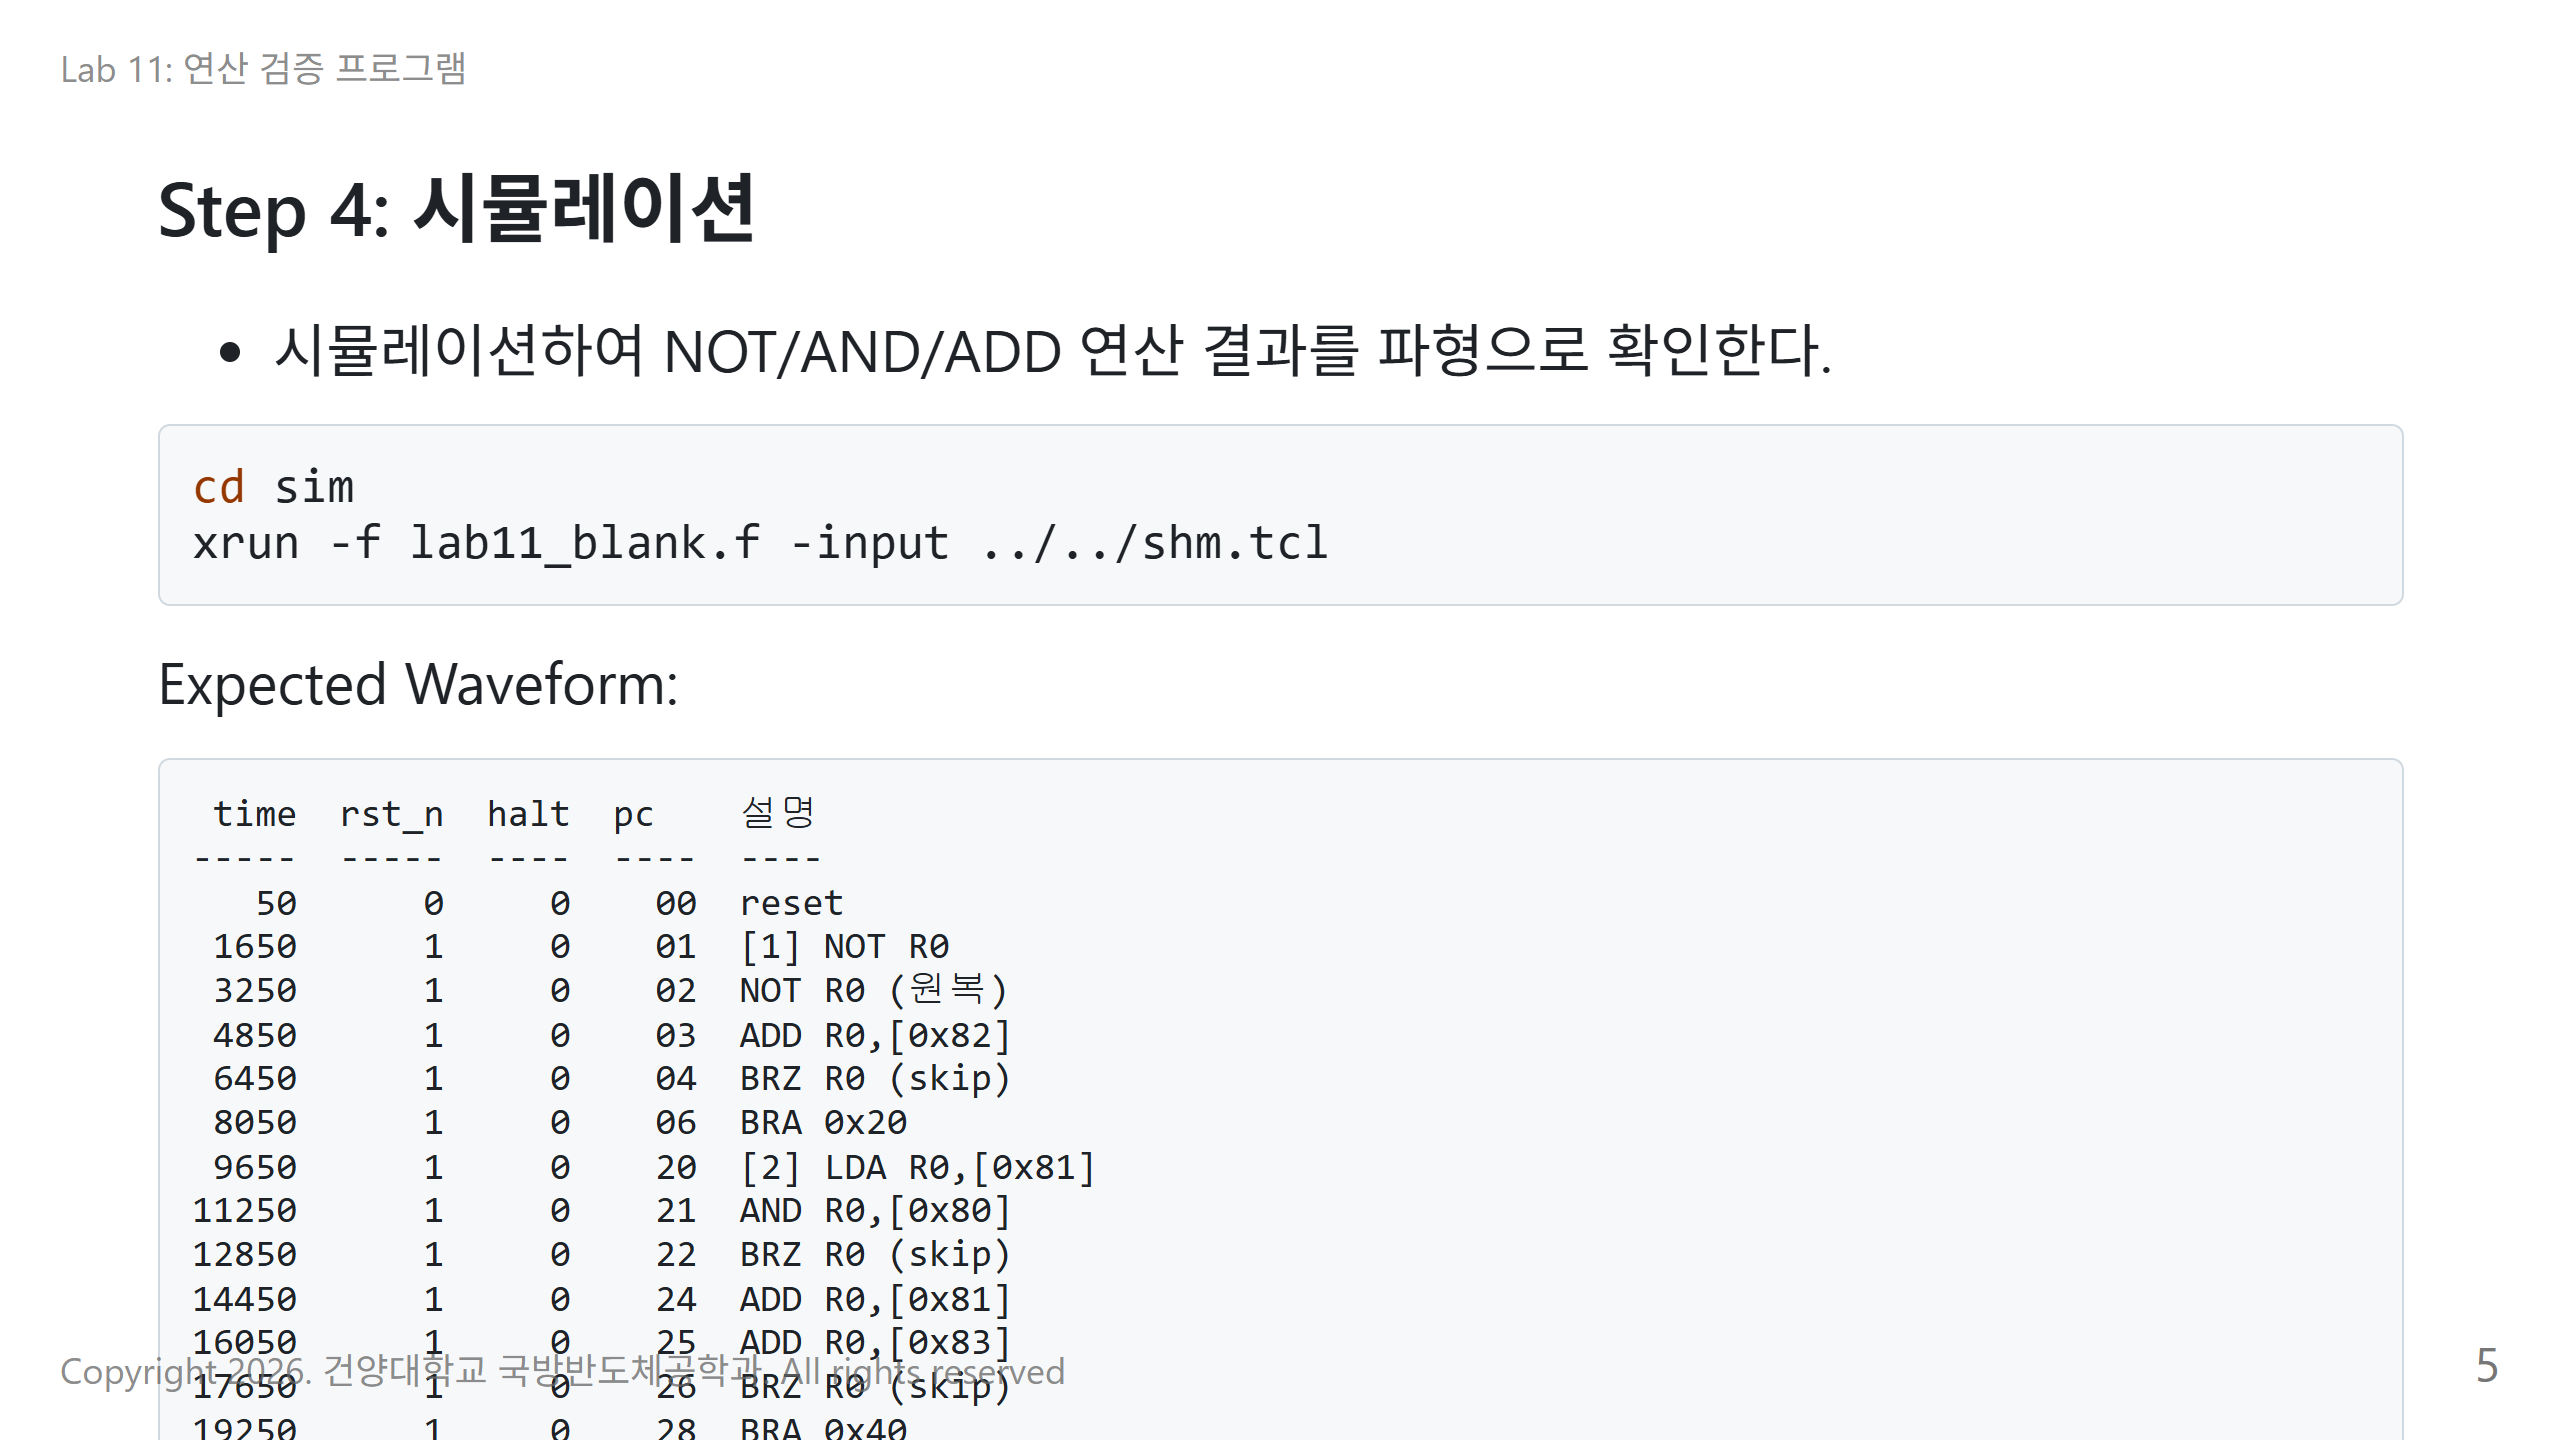 Lab 11: 연산 검증 프로그램
Step 4: 시뮬레이션
• 시뮬레이션하여 NOT/AND/ADD 연산 결과를 파형으로 확인한다.
cd sim
xrun -f lab11_blank.f -input ../../shm.tcl
Expected Waveform:
time  rst_n  halt  pc    설명
-----  -----  ----  ----  ----
50      0     0    00  reset
1650      1     0    01  [1] NOT R0
3250      1     0    02  NOT R0 (원복)
4850      1     0    03  ADD R0,[0x82]
6450      1     0    04  BRZ R0 (skip)
8050      1     0    06  BRA 0x20
9650      1     0    20  [2] LDA R0,[0x81]
11250      1     0    21  AND R0,[0x80]
12850      1     0    22  BRZ R0 (skip)
14450      1     0    24  ADD R0,[0x81]
16050      1     0    25  ADD R0,[0x83]
17650      1     0    26  BRZ R0 (skip)
19250      1     0    28  BRA 0x40
Copyright 2026. 건양대학교 국방반도체공학과. All rights reserved
5